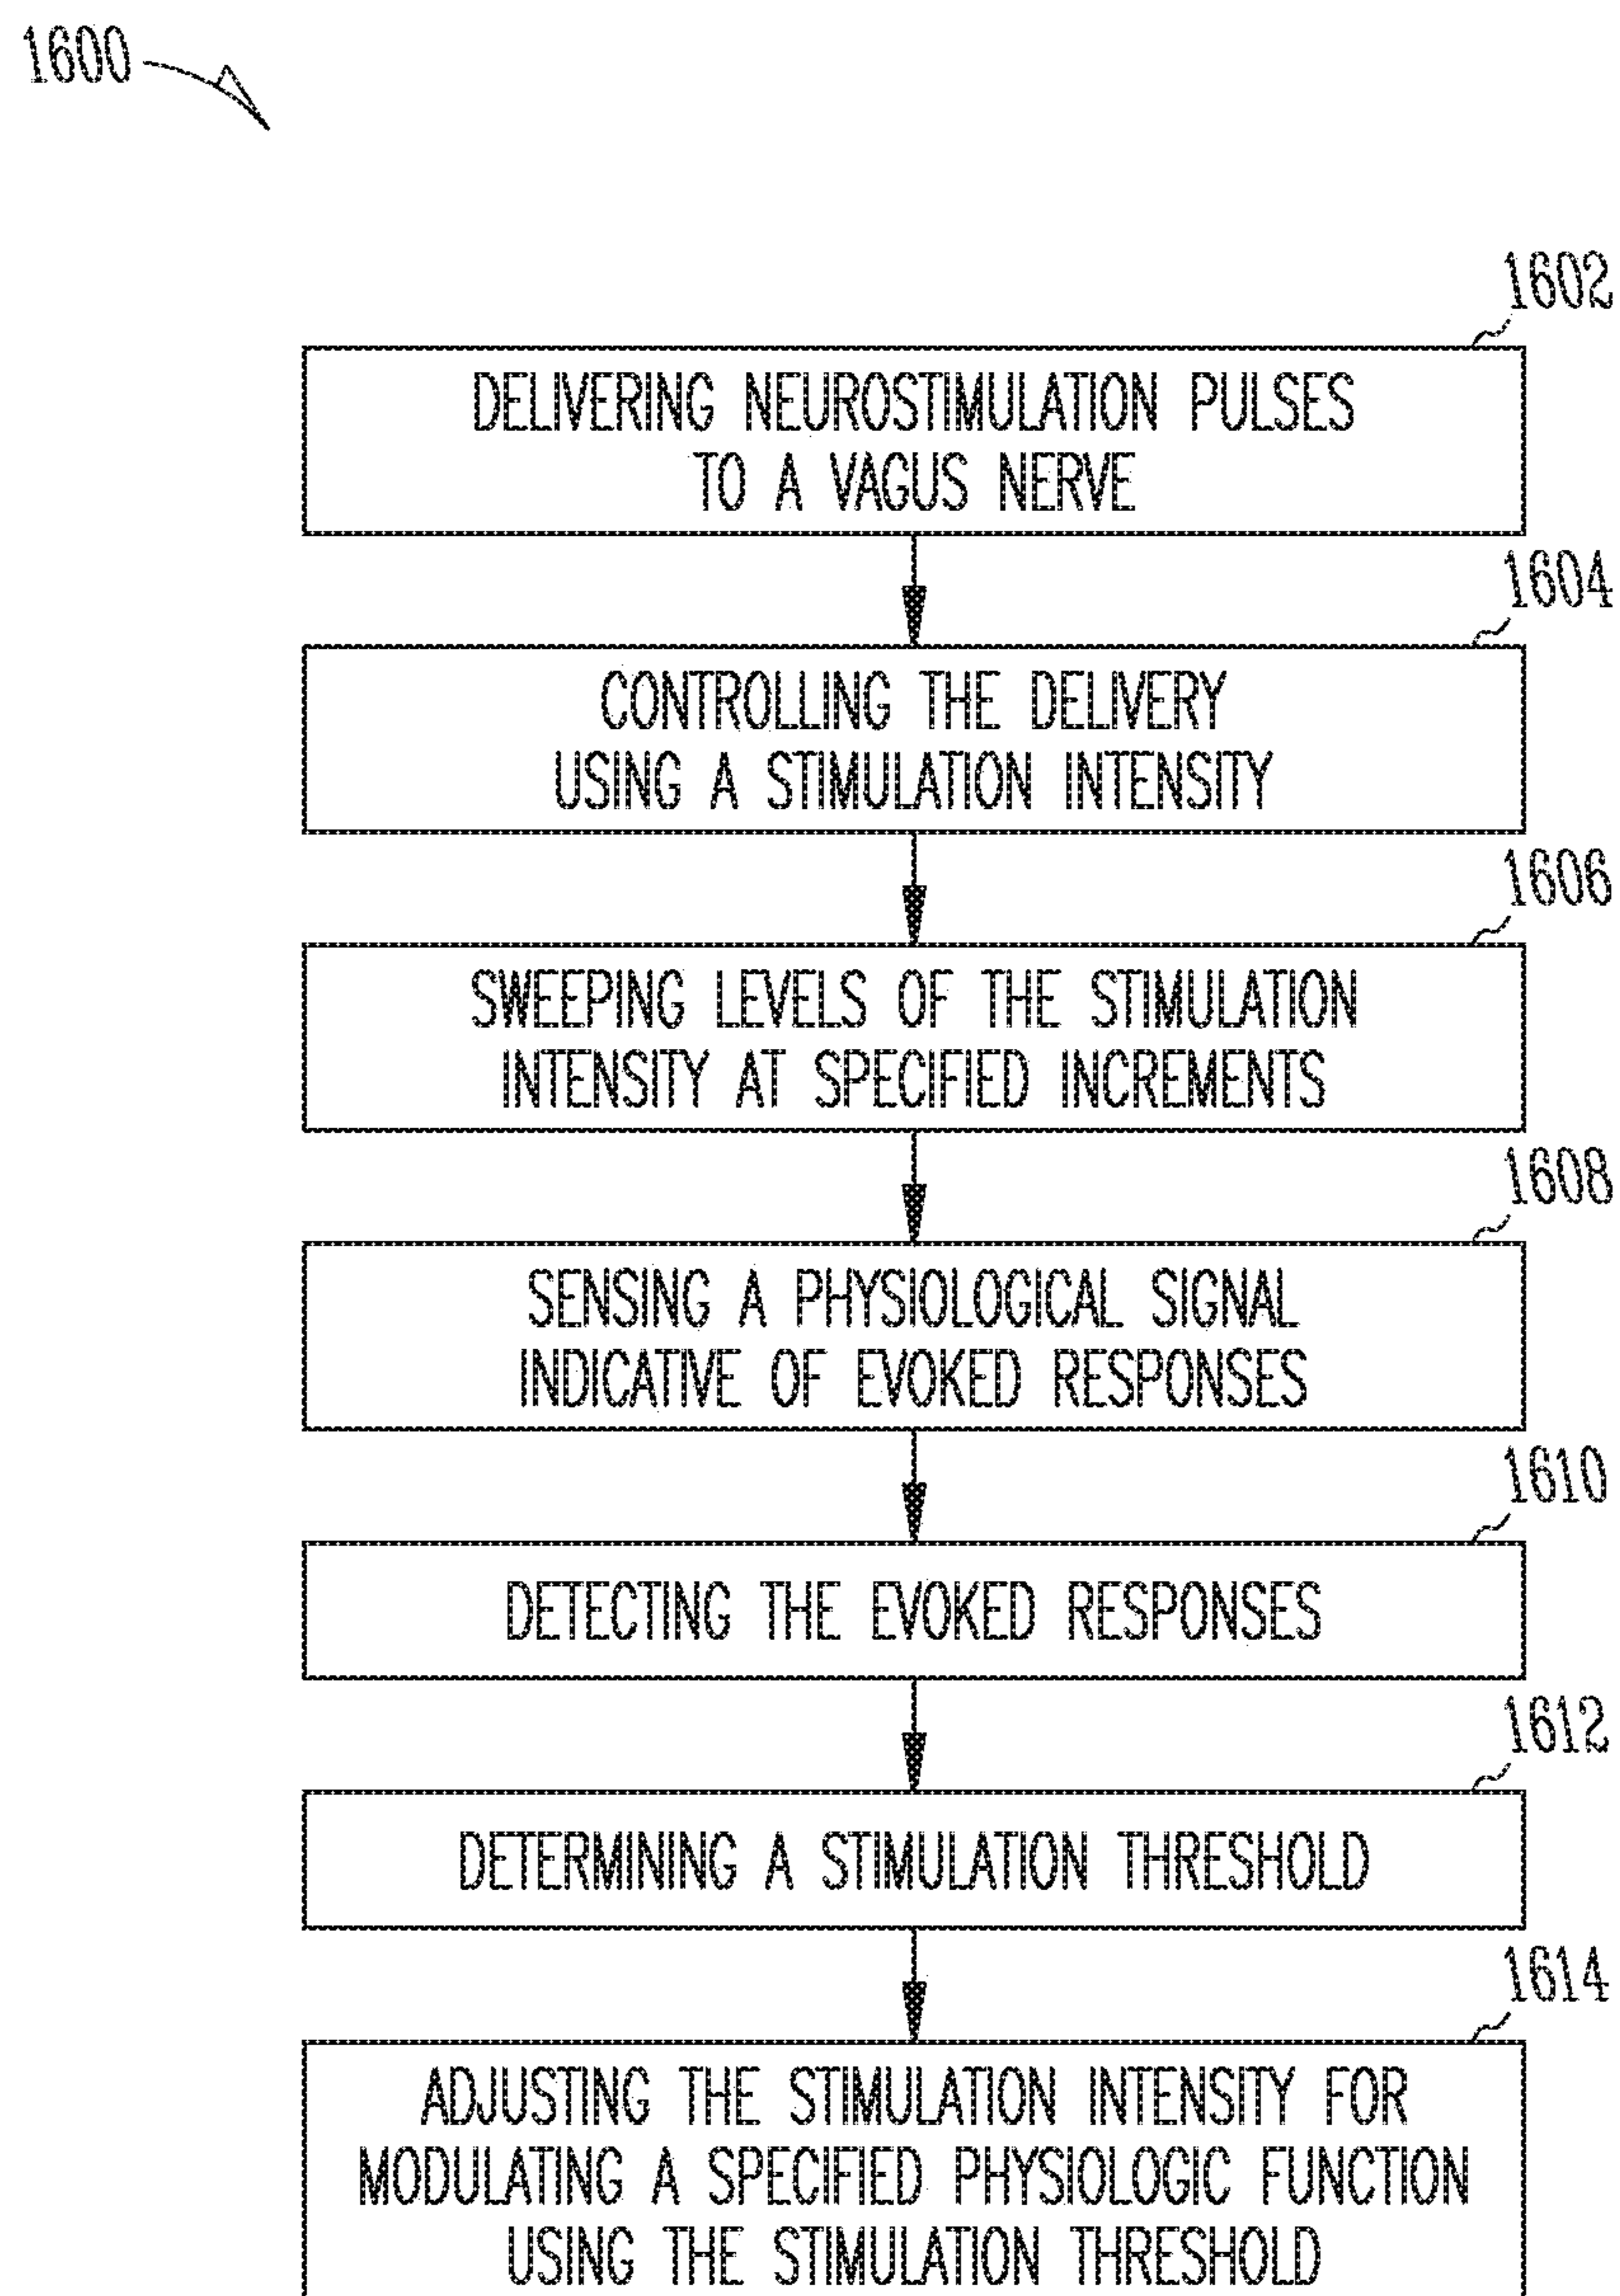 1600
1602
DELIVERING NEUROSTIMULATION PULSES
TO A VAGUS NERVE
1604
CONTROLLING THE DELIVERY
USING A STIMULATION INTENSITY
1606
SWEEPING LEVELS OF THE STIMULATION
INTENSITY AT SPECIFIED INCREMENTS
1608
SENSING A PHYSIOLOGICAL SIGNAL
INDICATIVE OF EVOKED RESPONSES
1610
DETECTING THE EVOKED RESPONSES
1612
DETERMINING A STIMULATION THRESHOLD
1614
ADJUSTING THE STIMULATION INTENSITY FOR
MODULATING A SPECIFIED PHYSIOLOGIC FUNCTION
USING THE STIMULATION THRESHOLD